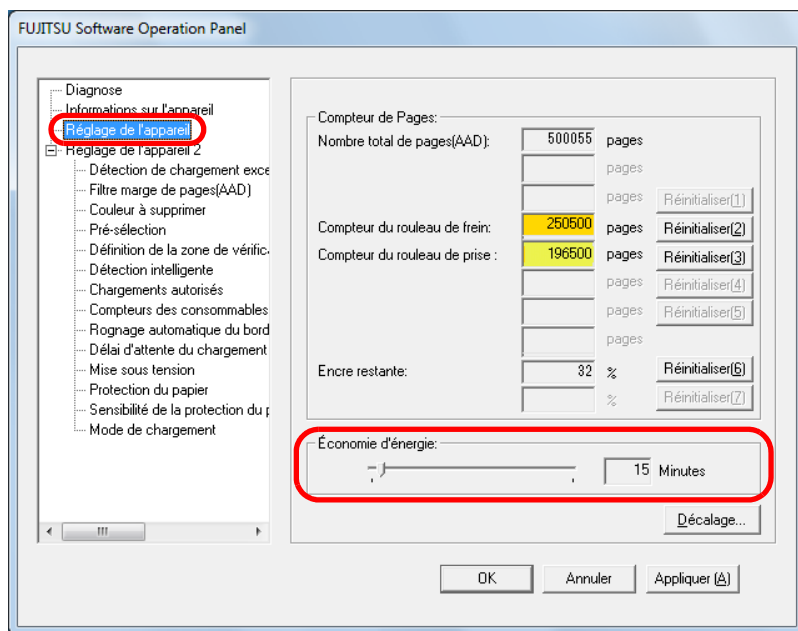 FUJITSU Software Operation Panel
Diagnose
Informations sur l'appareil
Réglage de l'appareil
Réglage de l'appareil 2
Détection de chargement exce
Filtre marge de pages(AAD)
Couleur à supprimer
Pré-sélection
Définition de la zone de vérific
Détection intelligente
Chargements autorisés
Compteurs des consommables
Rognage automatique du bord
Délai d'attente du chargement
Mise sous tension
Protection du papier
Sensibilité de la protection du p
Mode de chargement
Compteur de Pages:
Nombre total de pages(AAD): 500055 pages
pages
pages Réinitialiser(1)
Compteur du rouleau de frein: 250500 pages Réinitialiser(2)
Compteur du rouleau de prise : 196500 pages Réinitialiser(3)
pages Réinitialiser(4)
pages Réinitialiser(5)
pages
Encre restante: 32 % Réinitialiser(6)
% Réinitialiser(7)
Économie d'énergie:
15 Minutes
Décalage...
OK Annuler Appliquer (A)